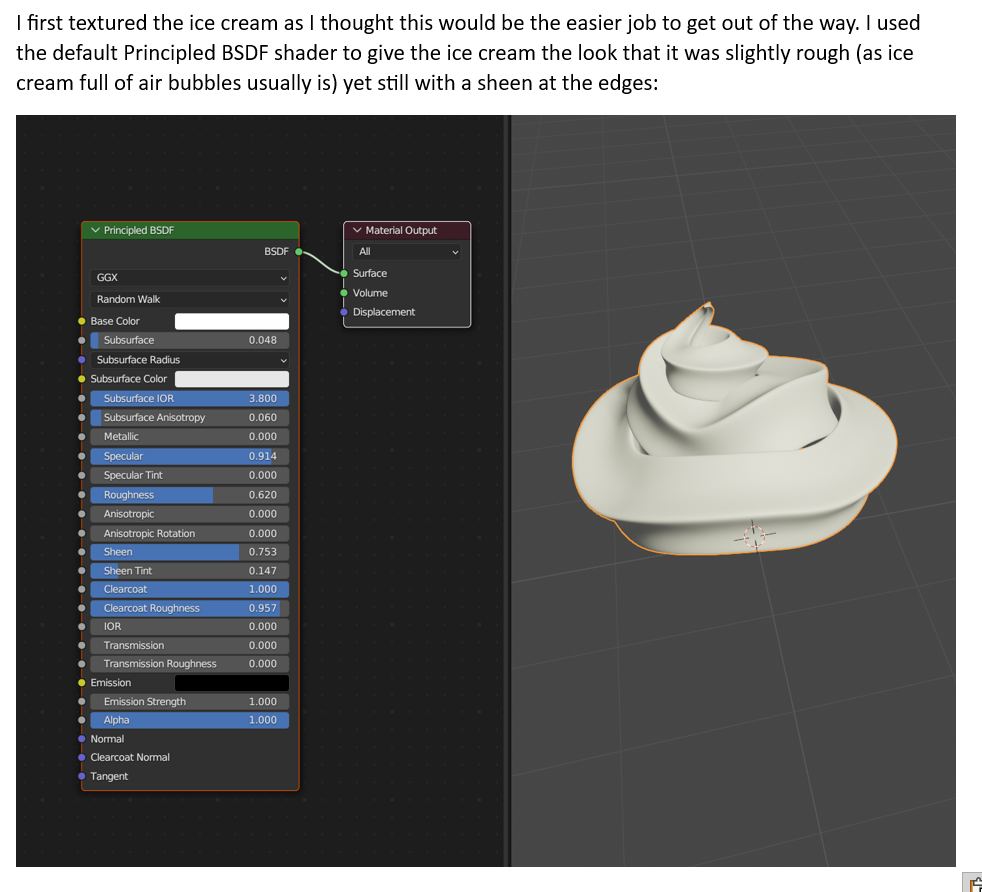 I first textured the ice cream as I thought this would be the easier job to get out of the way. I used
the default Principled BSDF shader to give the ice cream the look that it was slightly rough (as ice
cream full of air bubbles usually is) yet still with a sheen at the edges:
Principled BSDF
BSDF
GGX
Random Walk
Base Color
Subsurface 0.048
Subsurface Radius
Subsurface Color
Subsurface IOR 3.800
Subsurface Anisotropy 0.060
Metallic 0.000
Specular 0.914
Specular Tint 0.000
Roughness 0.620
Anisotropic 0.000
Anisotropic Rotation 0.000
Sheen 0.753
Sheen Tint 0.147
Clearcoat 1.000
Clearcoat Roughness 0.957
IOR 0.000
Transmission 0.000
Transmission Roughness 0.000
Emission
Emission Strength 1.000
Alpha 1.000
Normal
Clearcoat Normal
Tangent
Material Output
All
Surface
Volume
Displacement